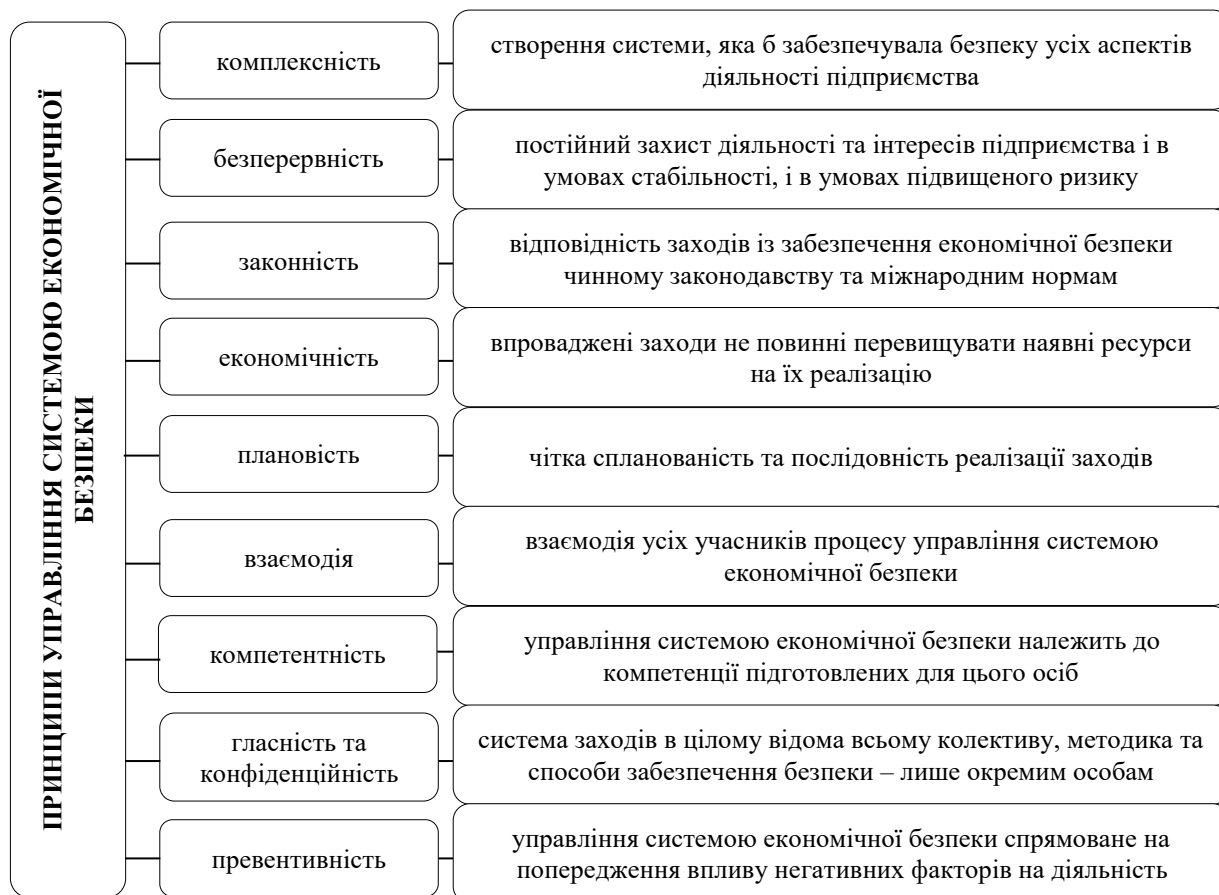 ПРИНЦИПИ УПРАВЛІННЯ СИСТЕМОЮ ЕКОНОМІЧНОЇ
БЕЗПЕКИ
комплексність
створення системи, яка б забезпечувала безпеку усіх аспектів
діяльності підприємства
безперервність
постійний захист діяльності та інтересів підприємства і в
умовах стабільності, і в умовах підвищеного ризику
законність
відповідність заходів із забезпечення економічної безпеки
чинному законодавству та міжнародним нормам
економічність
впроваджені заходи не повинні перевищувати наявні ресурси
на їх реалізацію
плановість
чітка спланованість та послідовність реалізації заходів
взаємодія
взаємодія усіх учасників процесу управління системою
економічної безпеки
компетентність
управління системою економічної безпеки належить до
компетенції підготовлених для цього осіб
гласність та
конфіденційність
система заходів в цілому відома всьому колективу, методика та
способи забезпечення безпеки – лише окремим особам
превентивність
управління системою економічної безпеки спрямоване на
попередження впливу негативних факторів на діяльність